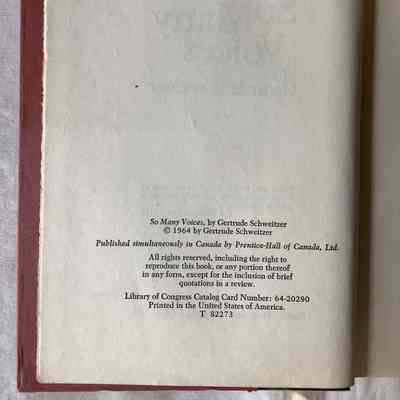 So Many Voices, by Gertrude Schweitzer
© 1964 by Gertrude Schweitzer
Published simultaneously in Canada by Prentice-Hall of Canada, Ltd.
All rights reserved, including the right to
reproduce this book, or any portion thereof
in any form, except for the inclusion of brief
quotations in a review.
Library of Congress Catalog Card Number: 64-20290
Printed in the United States of America.
T 82273